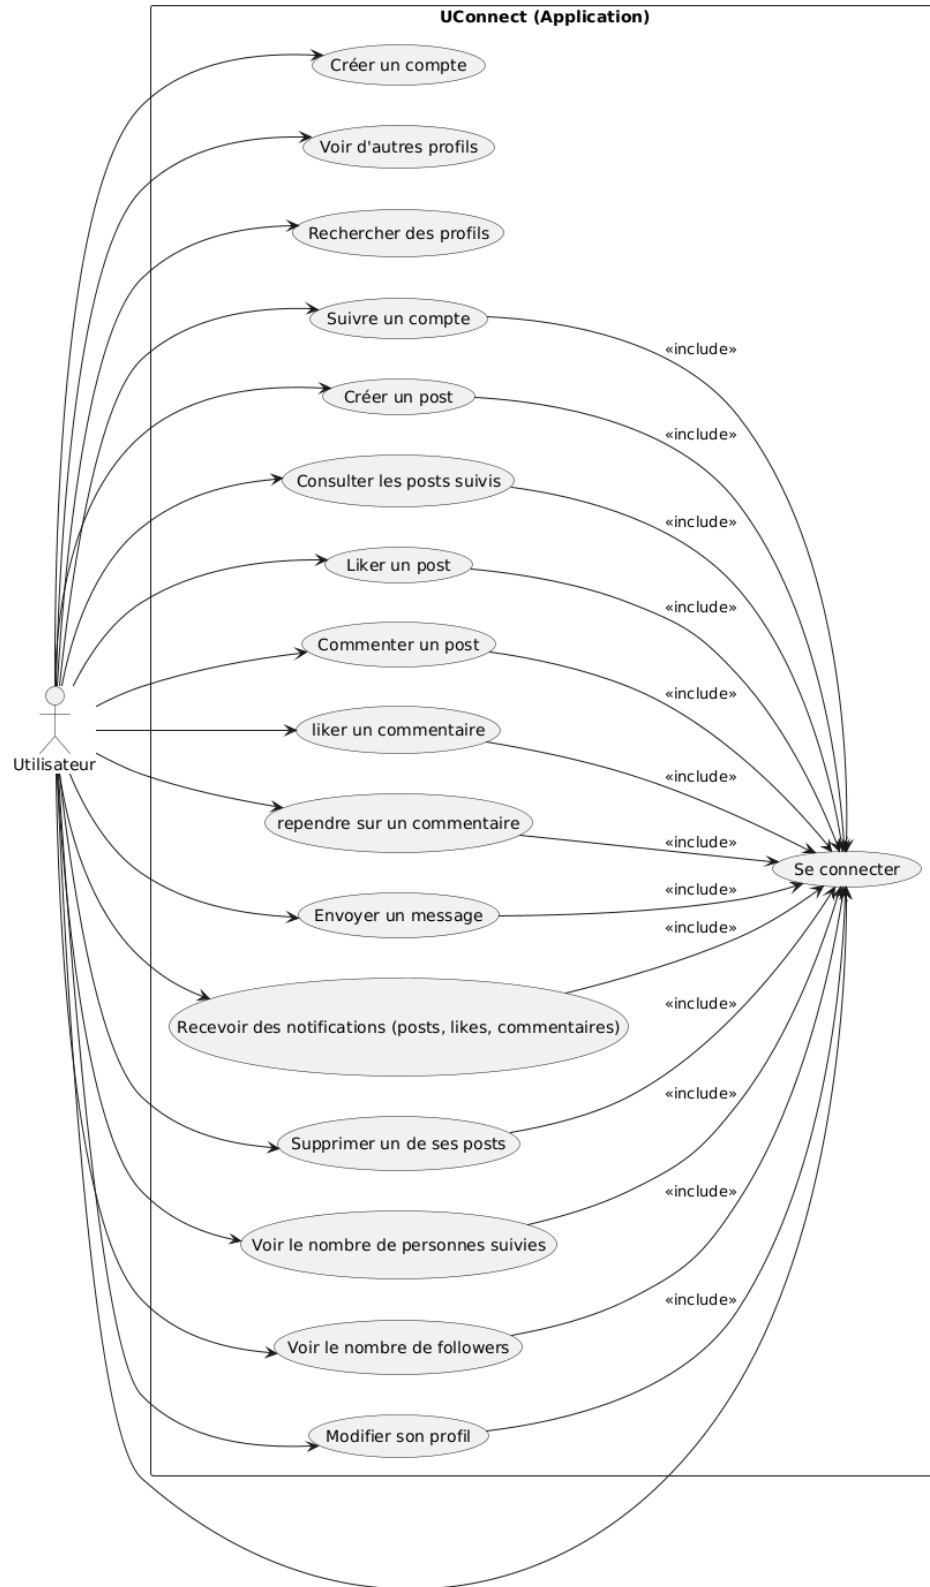 UConnect (Application)
Créer un compte
Voir d'autres profils
Rechercher des profils
Suivre un compte
«include»
Créer un post
«include»
Consulter les posts suivis
«include»
Liker un post
«include»
Commenter un post
«include»
liker un commentaire
«include»
Utilisateur
rependre sur un commentaire
«include»
Se connecter
«include»
Envoyer un message
«include»
Recevoir des notifications (posts, likes, commentaires)
«include»
Supprimer un de ses posts
«include»
Voir le nombre de personnes suivies
«include»
Voir le nombre de followers
«include»
Modifier son profil